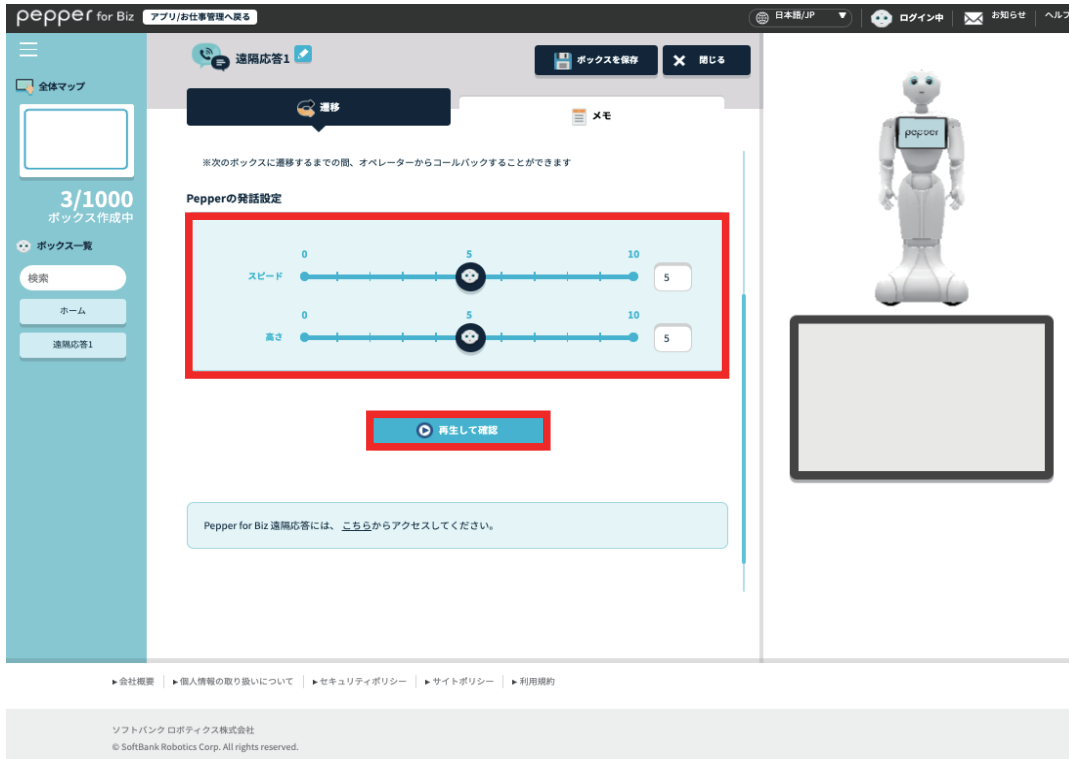 pepper for Biz アプリ/お仕事管理へ戻る 日本語/JP ▼ ログイン中 お知らせ ヘルプ
全体マップ
3/1000
ボックス作成中
ボックス一覧
検索
ホーム
遠隔応答1
遠隔応答1 ボックスを保存 閉じる
遷移 メモ
※次のボックスに遷移するまでの間、オペレーターからコールバックすることができます
Pepperの発話設定
0 5 10
スピード 5
0 5 10
高さ 5
再生して確認
Pepper for Biz 遠隔応答には、こちらからアクセスしてください。
pepper
▶会社概要 ▶個人情報の取り扱いについて ▶セキュリティポリシー ▶サイトポリシー ▶利用規約
ソフトバンク ロボティクス株式会社
© SoftBank Robotics Corp. All rights reserved.